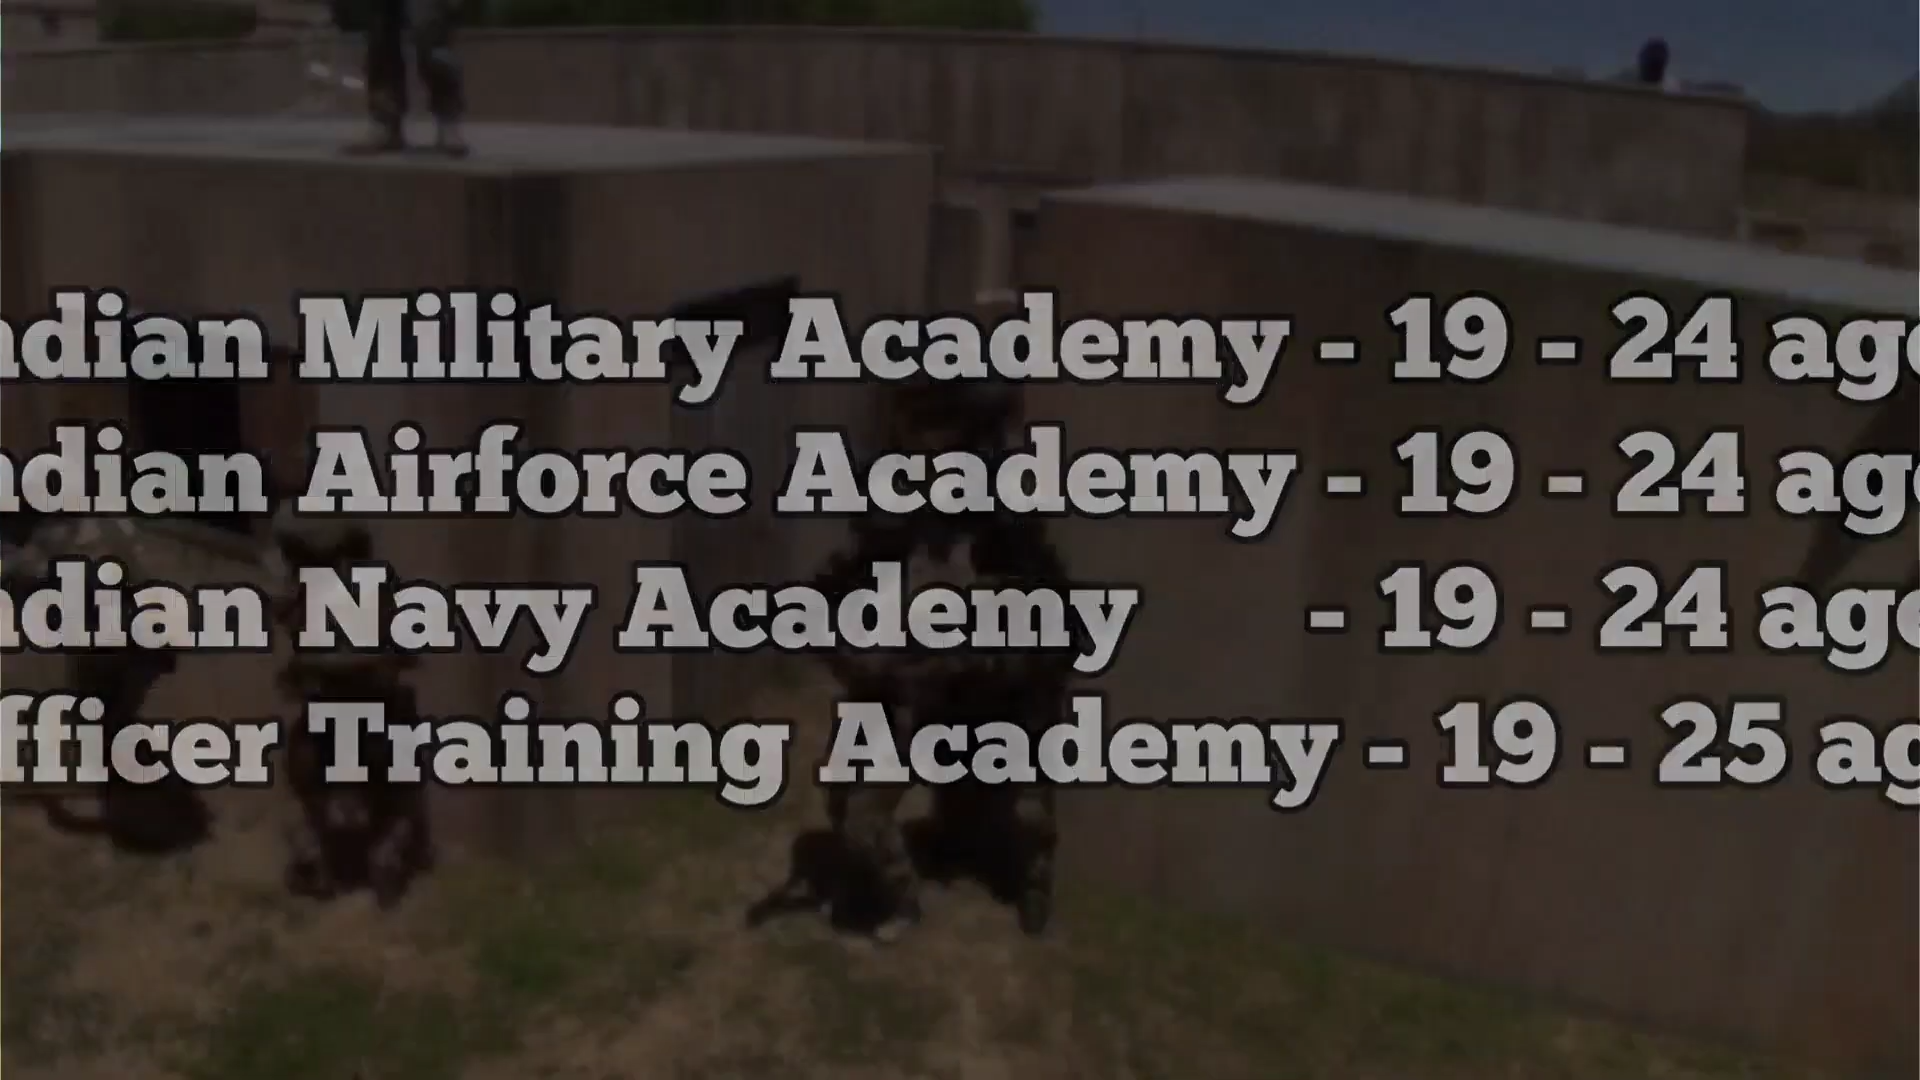 ndian Military Academy - 19 - 24 age
ndian Airforce Academy - 19 - 24 age
ndian Navy Academy - 19 - 24 age
fficer Training Academy - 19 - 25 ag